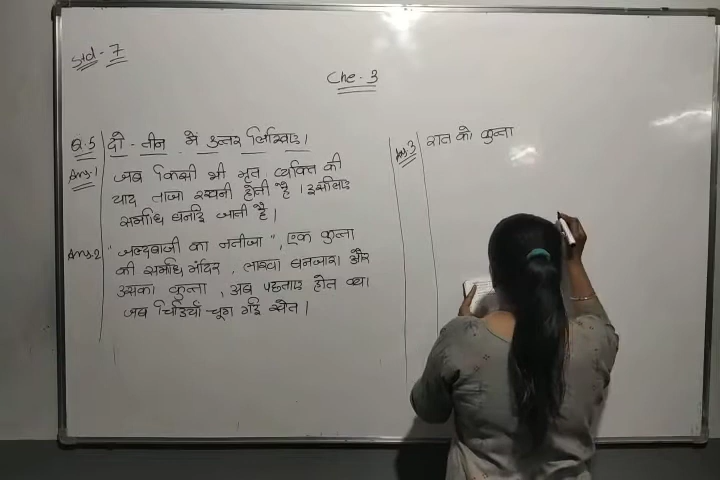 Std - 7
Che - 3
Q.5 दो - तीन में उत्तर लिखिए।
Ans.1 जब किसी भी मृत व्यक्ति की
याद ताजा रखनी होती है । इसीलिए
समाधि बनाई जाती है ।
Ans.2 "जल्दबाजी का नतीजा", एक कुत्ता
की समाधि मंदिर, लाखा बनजारा और
उसका कुत्ता, अब पछताए होत क्या
जब चिडियाँ चूग गई खेत ।
Ans.3 रात को कुत्ता